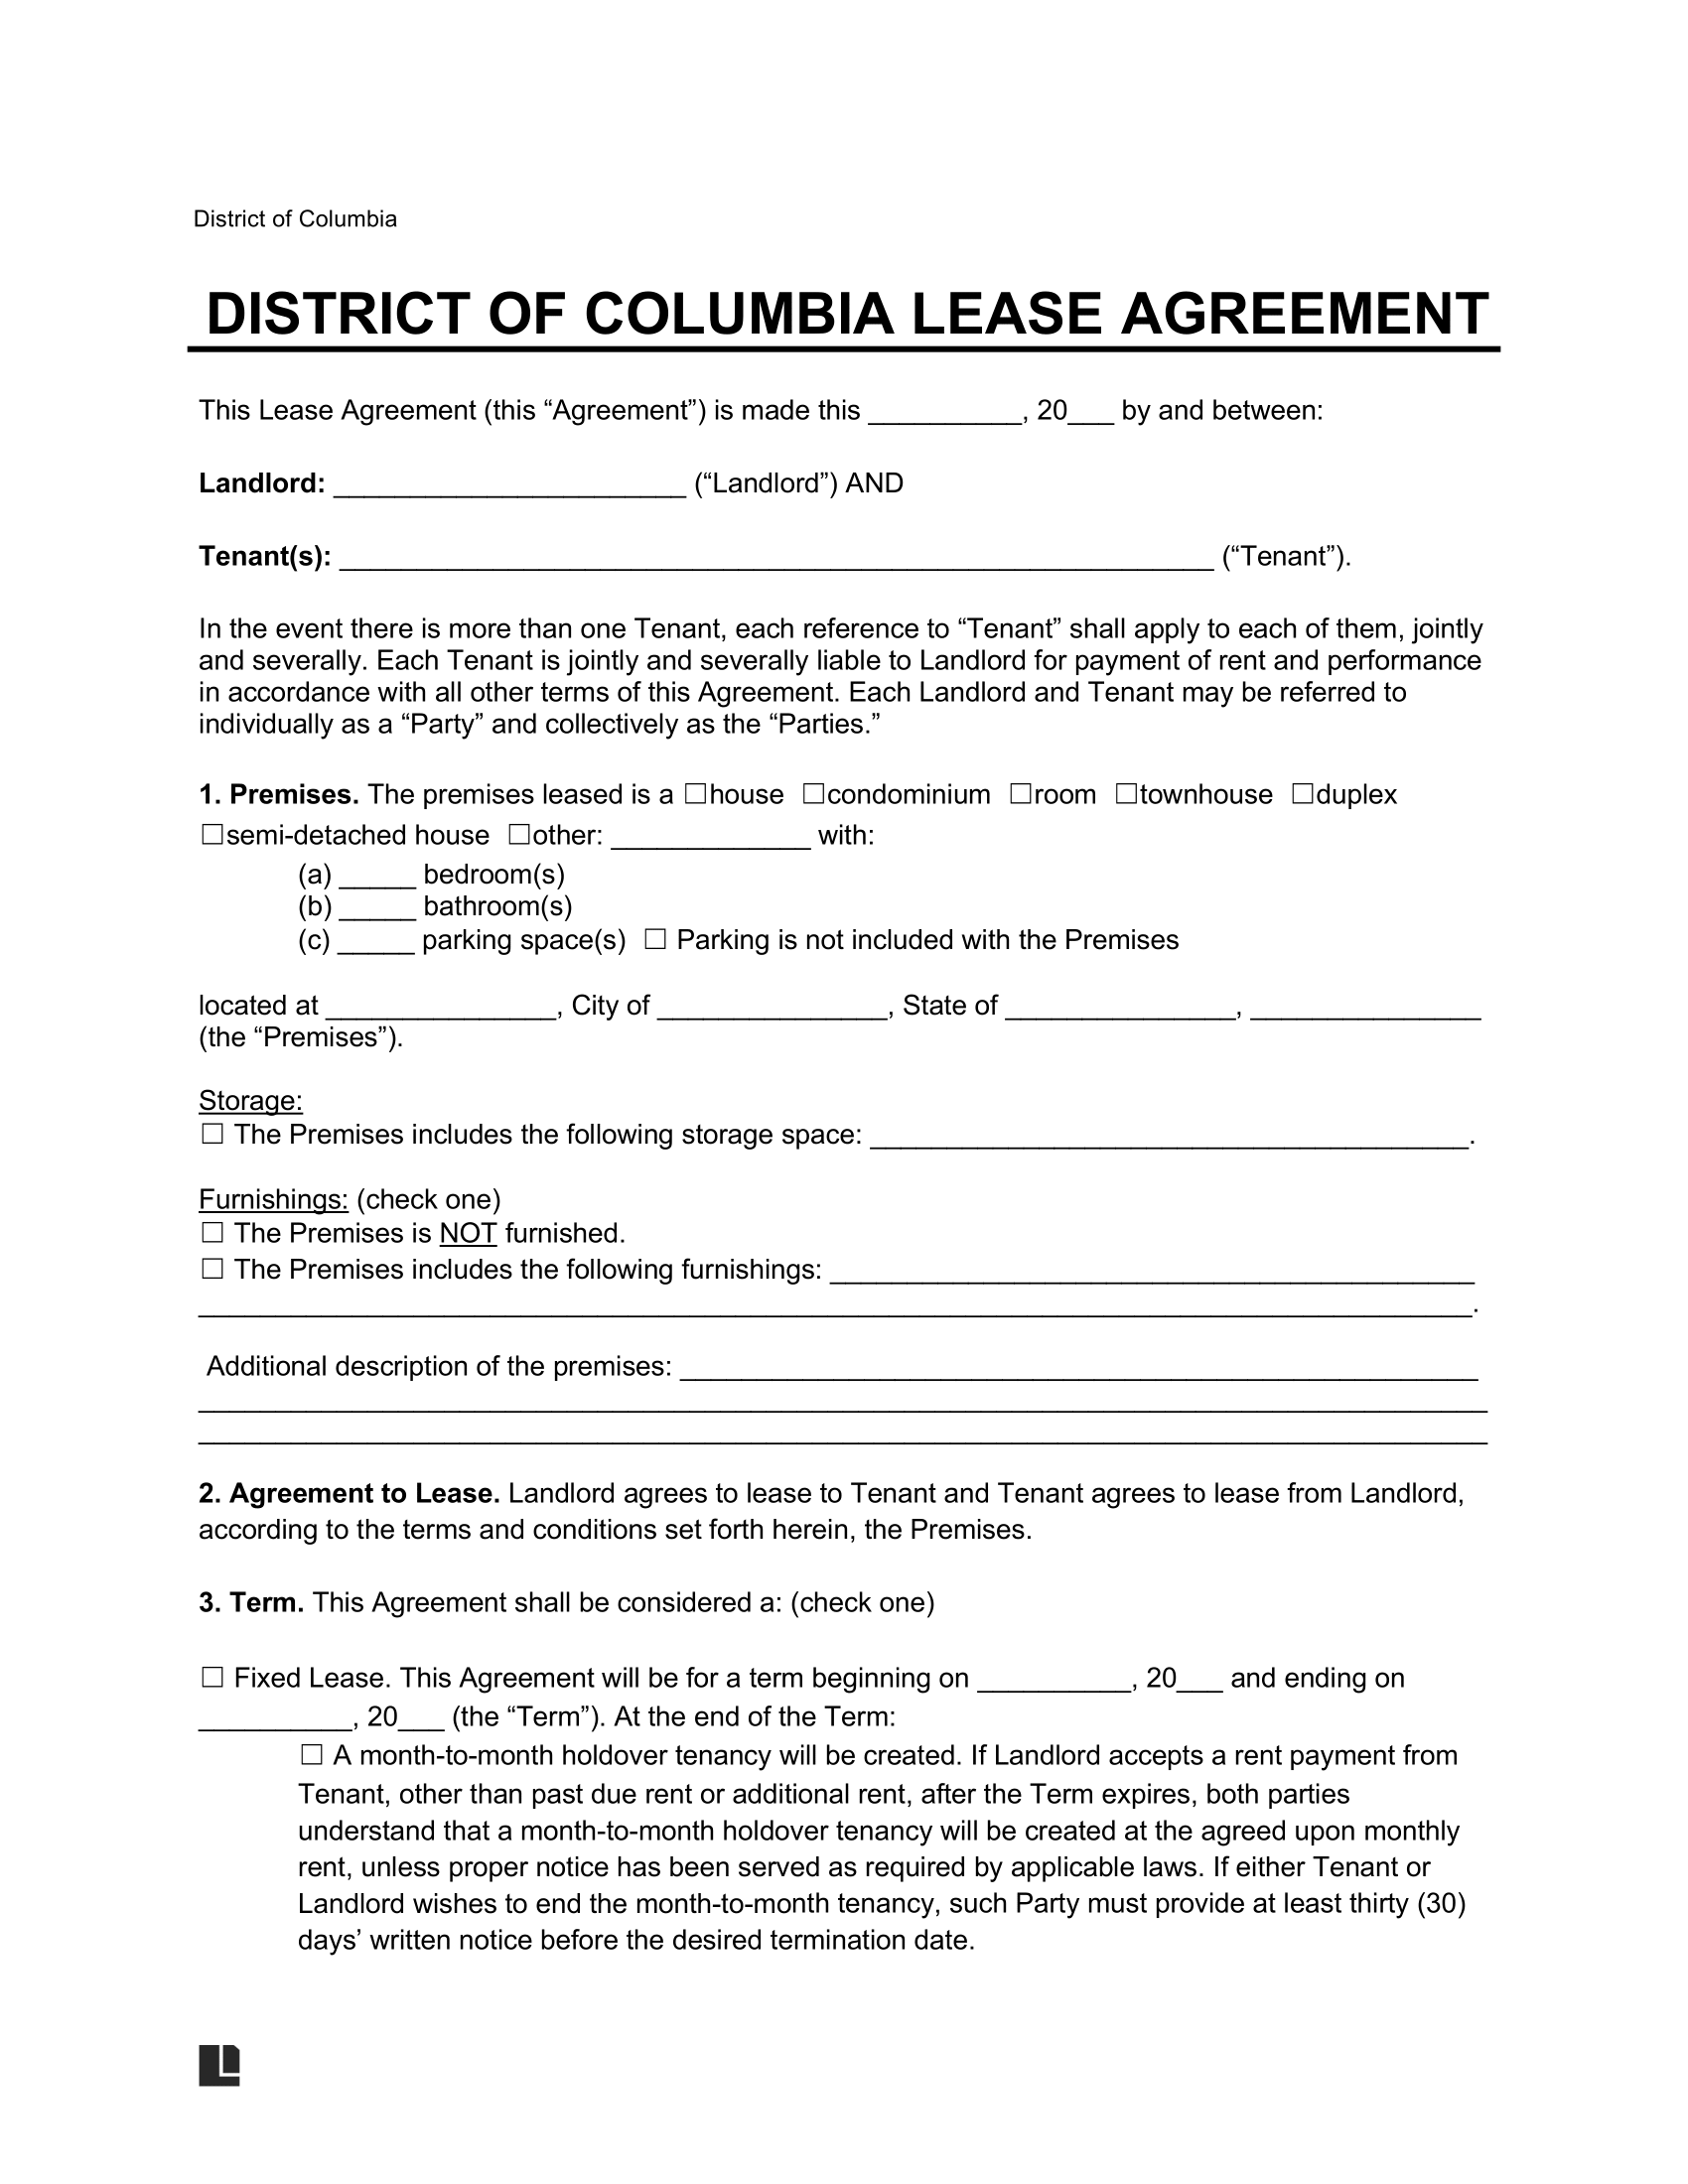 District of Columbia
DISTRICT OF COLUMBIA LEASE AGREEMENT
This Lease Agreement (this “Agreement”) is made this __________, 20___ by and between:
Landlord: _______________________ (“Landlord”) AND
Tenant(s): _________________________________________________________ (“Tenant”).
In the event there is more than one Tenant, each reference to “Tenant” shall apply to each of them, jointly
and severally. Each Tenant is jointly and severally liable to Landlord for payment of rent and performance
in accordance with all other terms of this Agreement. Each Landlord and Tenant may be referred to
individually as a “Party” and collectively as the “Parties.”
1. Premises. The premises leased is a ☐house ☐condominium ☐room ☐townhouse ☐duplex
☐semi-detached house ☐other: _____________ with:
(a) _____ bedroom(s)
(b) _____ bathroom(s)
(c) _____ parking space(s) ☐ Parking is not included with the Premises
located at _______________, City of _______________, State of _______________, _______________
(the “Premises”).
Storage:
☐ The Premises includes the following storage space: _______________________________________.
Furnishings: (check one)
☐ The Premises is NOT furnished.
☐ The Premises includes the following furnishings: __________________________________________
___________________________________________________________________________________.
Additional description of the premises: ____________________________________________________
____________________________________________________________________________________
____________________________________________________________________________________
2. Agreement to Lease. Landlord agrees to lease to Tenant and Tenant agrees to lease from Landlord,
according to the terms and conditions set forth herein, the Premises.
3. Term. This Agreement shall be considered a: (check one)
☐ Fixed Lease. This Agreement will be for a term beginning on __________, 20___ and ending on
__________, 20___ (the “Term”). At the end of the Term:
☐ A month-to-month holdover tenancy will be created. If Landlord accepts a rent payment from
Tenant, other than past due rent or additional rent, after the Term expires, both parties
understand that a month-to-month holdover tenancy will be created at the agreed upon monthly
rent, unless proper notice has been served as required by applicable laws. If either Tenant or
Landlord wishes to end the month-to-month tenancy, such Party must provide at least thirty (30)
days’ written notice before the desired termination date.